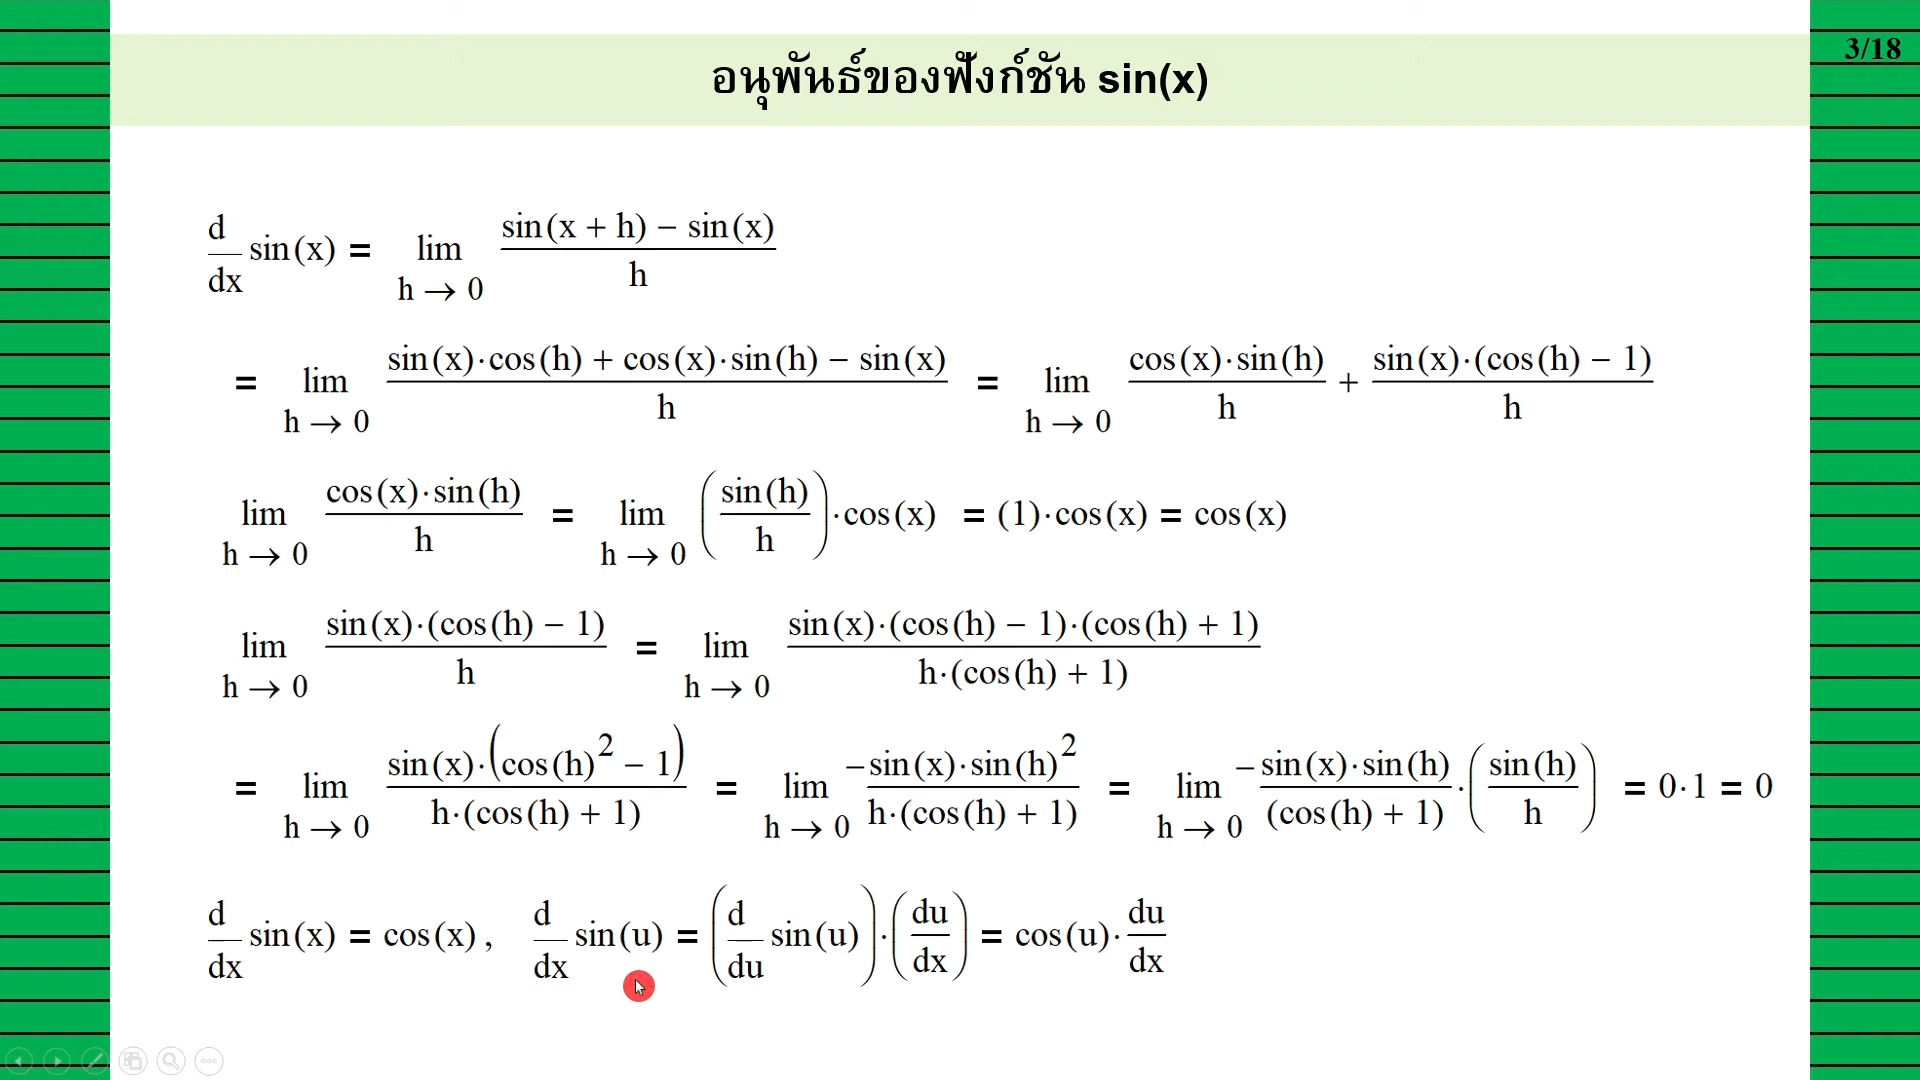 3/18
อนุพันธ์ของฟังก์ชัน sin(x)
d/dx sin(x) = lim h → 0 (sin(x + h) − sin(x))/h
= lim h → 0 (sin(x)·cos(h) + cos(x)·sin(h) − sin(x))/h = lim h → 0 (cos(x)·sin(h))/h + (sin(x)·(cos(h) − 1))/h
lim h → 0 (cos(x)·sin(h))/h = lim h → 0 (sin(h)/h)·cos(x) = (1)·cos(x) = cos(x)
lim h → 0 (sin(x)·(cos(h) − 1))/h = lim h → 0 (sin(x)·(cos(h) − 1)·(cos(h) + 1))/(h·(cos(h) + 1))
= lim h → 0 (sin(x)·(cos(h)² − 1))/(h·(cos(h) + 1)) = lim h → 0 −(sin(x)·sin(h)²)/(h·(cos(h) + 1)) = lim h → 0 −(sin(x)·sin(h))/(cos(h) + 1)·(sin(h)/h) = 0·1 = 0
d/dx sin(x) = cos(x) , d/dx sin(u) = (d/du sin(u))·(du/dx) = cos(u)·du/dx